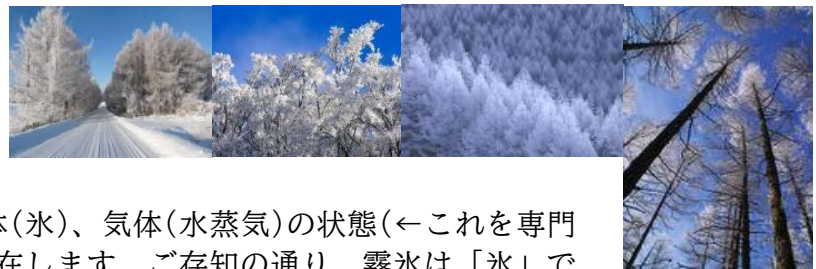 体(氷)、気体(水蒸気)の状態(←これを専門
在します。ご存知の通り、霧氷は「氷」で